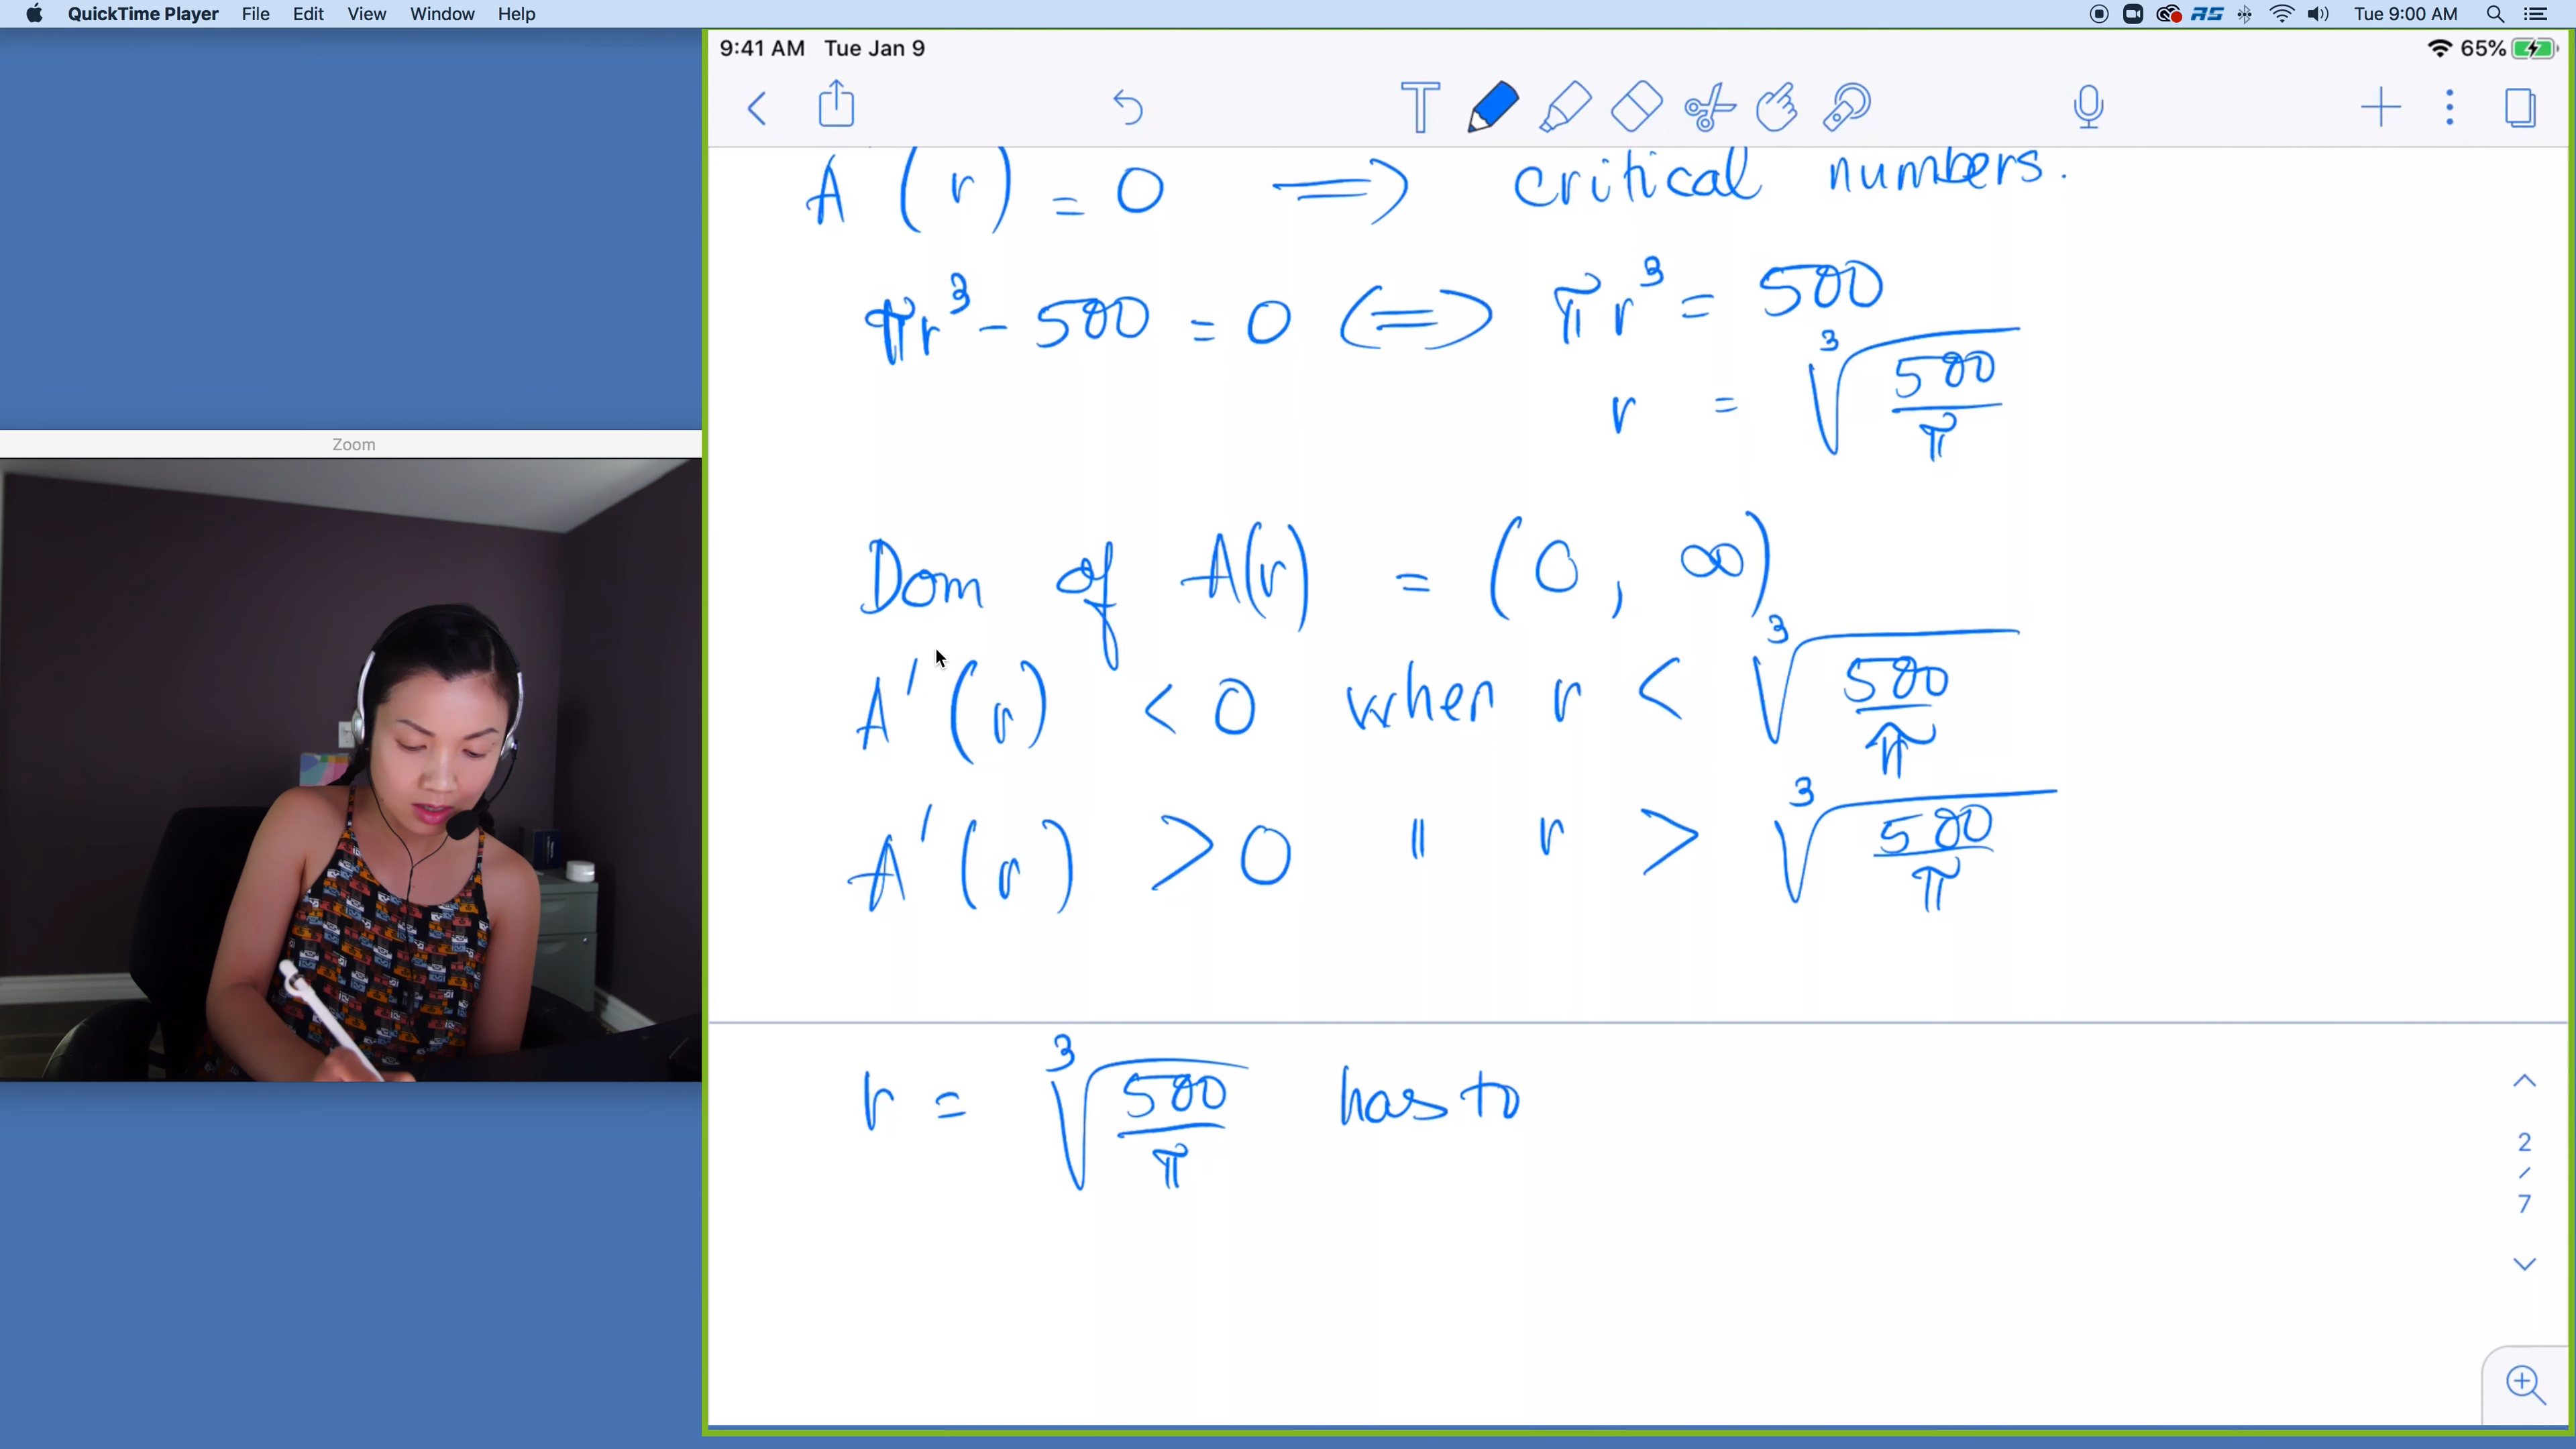 QuickTime Player File Edit View Window Help Tue 9:00 AM
9:41 AM Tue Jan 9 65%
T
Zoom
A'(r) = 0 ⟹ critical numbers.
πr³ - 500 = 0 ⟺ πr³ = 500
r = ∛(500/π)
Dom of A(r) = (0, ∞)
A'(r) < 0 when r < ∛(500/π)
A'(r) > 0 " r > ∛(500/π)
r = ∛(500/π) has to
2
/
7